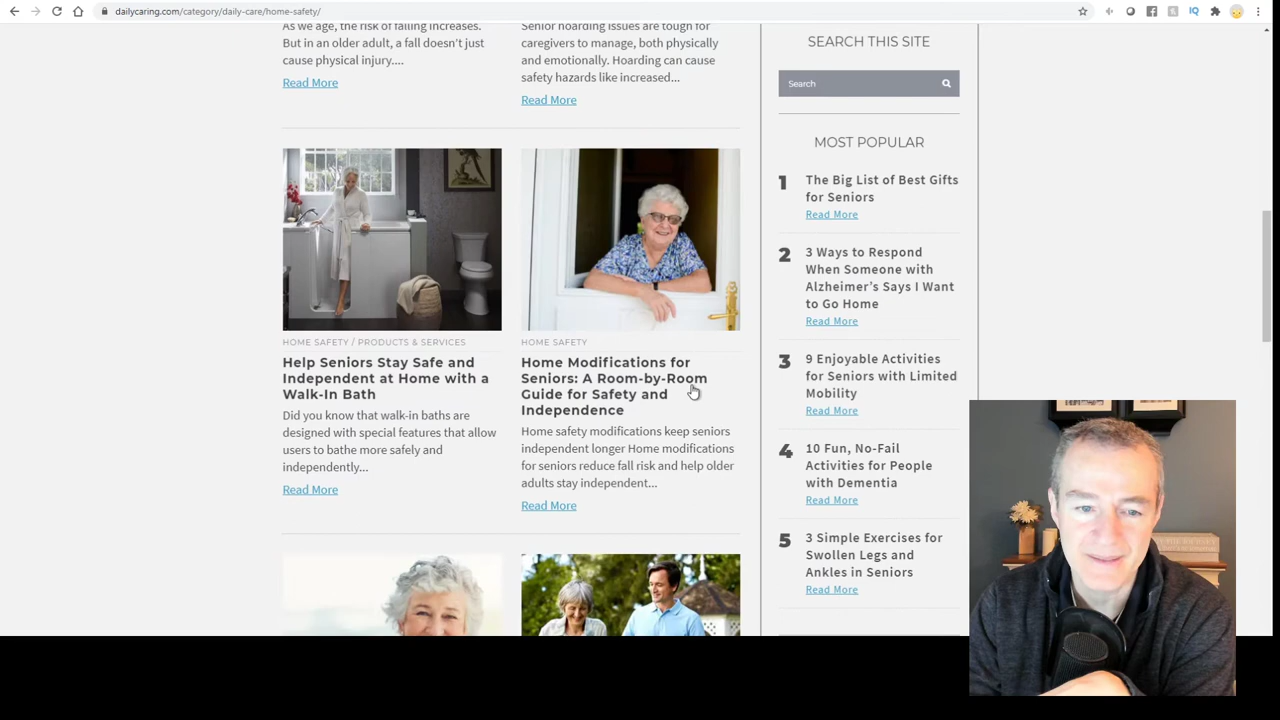 dailycaring.com/category/daily-care/home-safety/
As we age, the risk of falling increases.
But in an older adult, a fall doesn't just
cause physical injury....
Read More
Senior hoarding issues are tough for
caregivers to manage, both physically
and emotionally. Hoarding can cause
safety hazards like increased...
Read More
HOME SAFETY / PRODUCTS & SERVICES
Help Seniors Stay Safe and
Independent at Home with a
Walk-In Bath
Did you know that walk-in baths are
designed with special features that allow
users to bathe more safely and
independently...
Read More
HOME SAFETY
Home Modifications for
Seniors: A Room-by-Room
Guide for Safety and
Independence
Home safety modifications keep seniors
independent longer Home modifications
for seniors reduce fall risk and help older
adults stay independent...
Read More
SEARCH THIS SITE
Search
MOST POPULAR
1 The Big List of Best Gifts
for Seniors
Read More
2 3 Ways to Respond
When Someone with
Alzheimer’s Says I Want
to Go Home
Read More
3 9 Enjoyable Activities
for Seniors with Limited
Mobility
Read More
4 10 Fun, No-Fail
Activities for People
with Dementia
Read More
5 3 Simple Exercises for
Swollen Legs and
Ankles in Seniors
Read More